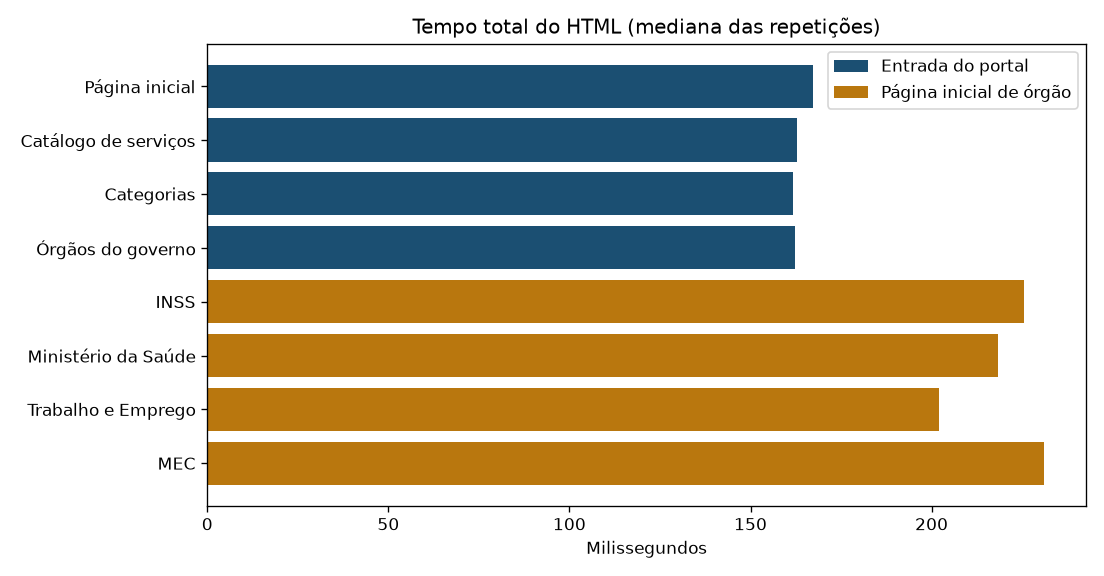 Tempo total do HTML (mediana das repetições)
Entrada do portal
Página inicial de órgão
Página inicial
Catálogo de serviços
Categorias
Órgãos do governo
INSS
Ministério da Saúde
Trabalho e Emprego
MEC
0 50 100 150 200
Milissegundos